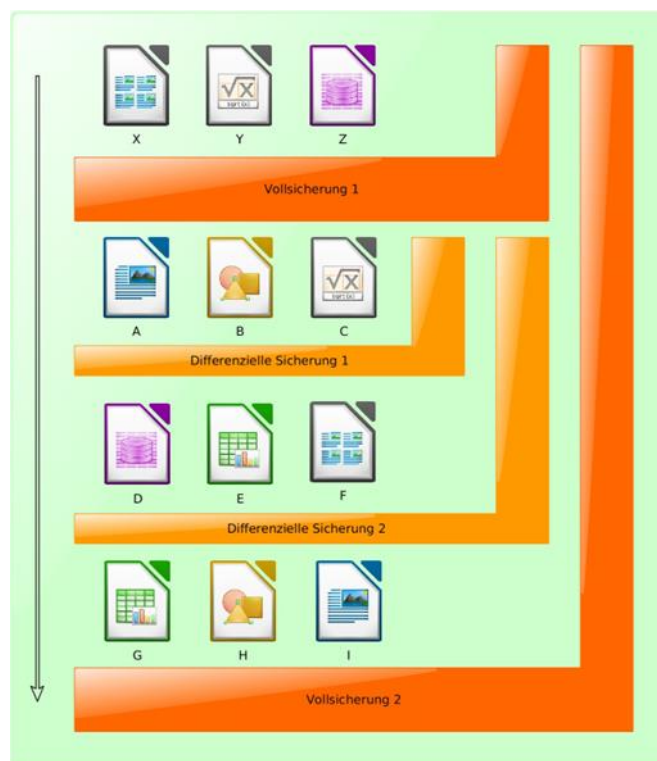 X Y Z
Vollsicherung 1
A B C
Differenzielle Sicherung 1
D E F
Differenzielle Sicherung 2
G H I
Vollsicherung 2